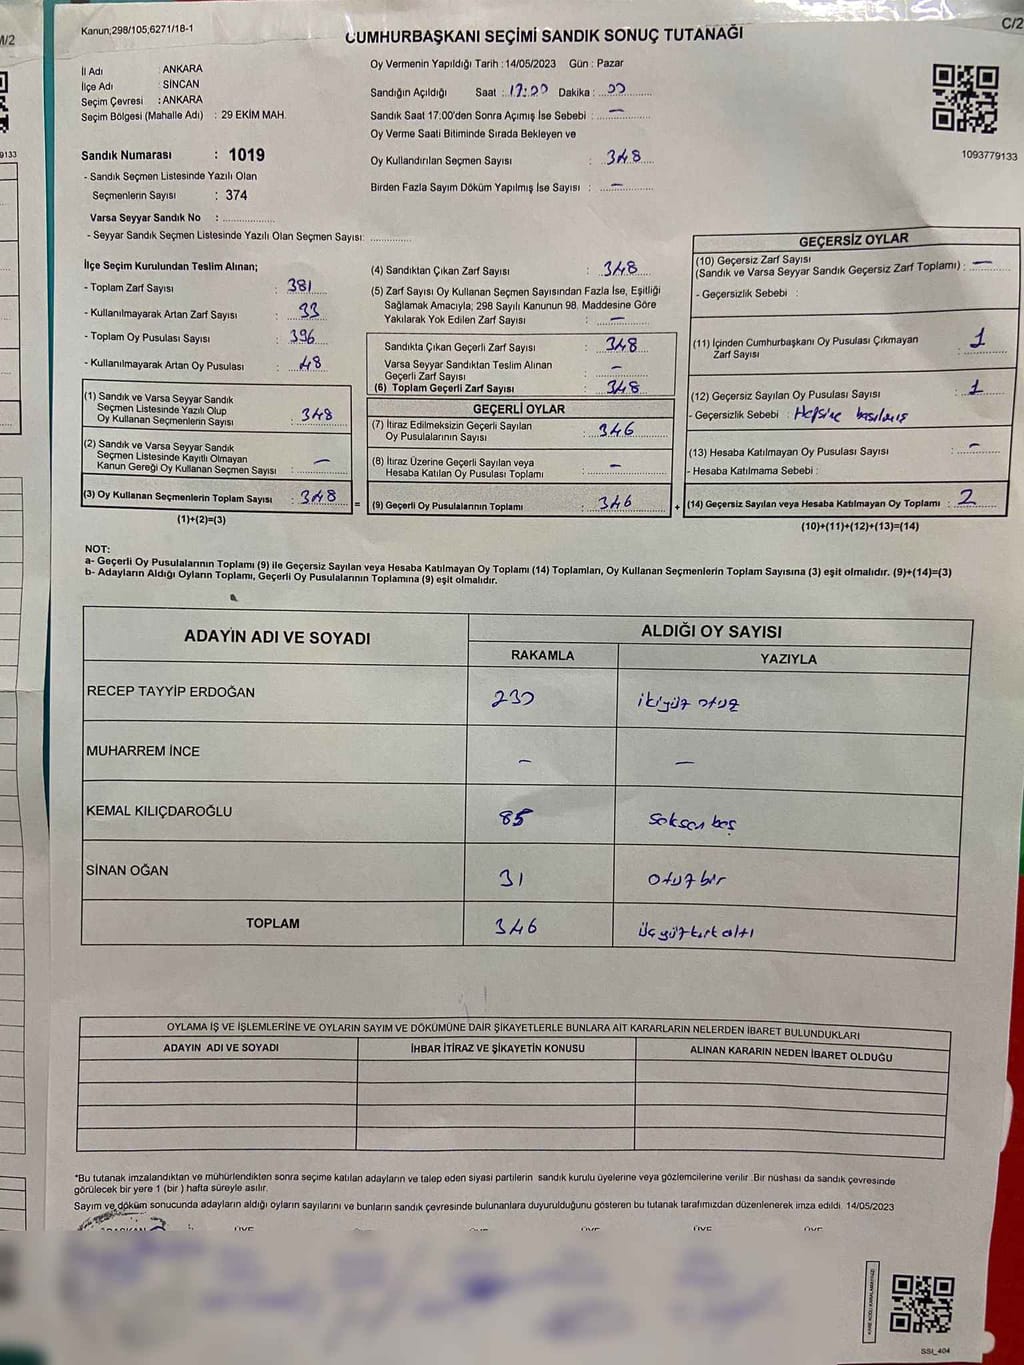 Kanun;298/105,6271/18-1
M/2
C/2
CUMHURBAŞKANI SEÇİMİ SANDIK SONUÇ TUTANAĞI
İl Adı : ANKARA
İlçe Adı : SİNCAN
Seçim Çevresi : ANKARA
Seçim Bölgesi (Mahalle Adı) : 29 EKİM MAH.
Sandık Numarası : 1019
- Sandık Seçmen Listesinde Yazılı Olan
Seçmenlerin Sayısı : 374
Varsa Seyyar Sandık No : ..................
- Seyyar Sandık Seçmen Listesinde Yazılı Olan Seçmen Sayısı: ..............
Oy Vermenin Yapıldığı Tarih : 14/05/2023 Gün : Pazar
Sandığın Açıldığı Saat : 17:00 Dakika : 00
Sandık Saat 17:00'den Sonra Açımış İse Sebebi : —
Oy Verme Saati Bitiminde Sırada Bekleyen ve
Oy Kullandırılan Seçmen Sayısı : 348
Birden Fazla Sayım Döküm Yapılmış İse Sayısı : —
1093779133
9133
İlçe Seçim Kurulundan Teslim Alınan;
- Toplam Zarf Sayısı : 381
- Kullanılmayarak Artan Zarf Sayısı : 33
- Toplam Oy Pusulası Sayısı : 396
- Kullanılmayarak Artan Oy Pusulası : 48
(1) Sandık ve Varsa Seyyar Sandık
Seçmen Listesinde Yazılı Olup
Oy Kullanan Seçmenlerin Sayısı : 348
(2) Sandık ve Varsa Seyyar Sandık
Seçmen Listesinde Kayıtlı Olmayan
Kanun Gereği Oy Kullanan Seçmen Sayısı : —
(3) Oy Kullanan Seçmenlerin Toplam Sayısı : 348 =
(1)+(2)=(3)
(4) Sandıktan Çıkan Zarf Sayısı : 348
(5) Zarf Sayısı Oy Kullanan Seçmen Sayısından Fazla İse, Eşitliği
Sağlamak Amacıyla; 298 Sayılı Kanunun 98. Maddesine Göre
Yakılarak Yok Edilen Zarf Sayısı : —
Sandıkta Çıkan Geçerli Zarf Sayısı : 348
Varsa Seyyar Sandıktan Teslim Alınan
Geçerli Zarf Sayısı : —
(6) Toplam Geçerli Zarf Sayısı : 348
GEÇERLİ OYLAR
(7) İtiraz Edilmeksizin Geçerli Sayılan
Oy Pusulalarının Sayısı : 346
(8) İtiraz Üzerine Geçerli Sayılan veya
Hesaba Katılan Oy Pusulası Toplamı : —
(9) Geçerli Oy Pusulalarının Toplamı : 346 +
GEÇERSİZ OYLAR
(10) Geçersiz Zarf Sayısı
(Sandık ve Varsa Seyyar Sandık Geçersiz Zarf Toplamı) : —
- Geçersizlik Sebebi :
(11) İçinden Cumhurbaşkanı Oy Pusulası Çıkmayan
Zarf Sayısı : 1
(12) Geçersiz Sayılan Oy Pusulası Sayısı : 1
- Geçersizlik Sebebi : Hepsine basılmış
(13) Hesaba Katılmayan Oy Pusulası Sayısı : —
- Hesaba Katılmama Sebebi :
(14) Geçersiz Sayılan veya Hesaba Katılmayan Oy Toplamı : 2
(10)+(11)+(12)+(13)=(14)
NOT:
a- Geçerli Oy Pusulalarının Toplamı (9) ile Geçersiz Sayılan veya Hesaba Katılmayan Oy Toplamı (14) Toplamları, Oy Kullanan Seçmenlerin Toplam Sayısına (3) eşit olmalıdır. (9)+(14)=(3)
b- Adayların Aldığı Oyların Toplamı, Geçerli Oy Pusulalarının Toplamına (9) eşit olmalıdır.
ADAYIN ADI VE SOYADI ALDIĞI OY SAYISI
RAKAMLA YAZIYLA
RECEP TAYYİP ERDOĞAN 230 ikiyüz otuz
MUHARREM İNCE — —
KEMAL KILIÇDAROĞLU 85 Seksen beş
SİNAN OĞAN 31 Otuz bir
TOPLAM 346 üçyüz kırk altı
OYLAMA İŞ VE İŞLEMLERİNE VE OYLARIN SAYIM VE DÖKÜMÜNE DAİR ŞİKAYETLERLE BUNLARA AİT KARARLARIN NELERDEN İBARET BULUNDUKLARI
ADAYIN ADI VE SOYADI İHBAR İTİRAZ VE ŞİKAYETİN KONUSU ALINAN KARARIN NEDEN İBARET OLDUĞU
*Bu tutanak imzalandıktan ve mühürlendikten sonra seçime katılan adayların ve talep eden siyasi partilerin sandık kurulu üyelerine veya gözlemcilerine verilir .Bir nüshası da sandık çevresinde
görülecek bir yere 1 (bir ) hafta süreyle asılır.
Sayım ve döküm sonucunda adayların aldığı oyların sayılarını ve bunların sandık çevresinde bulunanlara duyurulduğunu gösteren bu tutanak tarafımızdan düzenlenerek imza edildi. 14/05/2023
BAŞKAN ÜYE ÜYE ÜYE ÜYE ÜYE
SSI_404